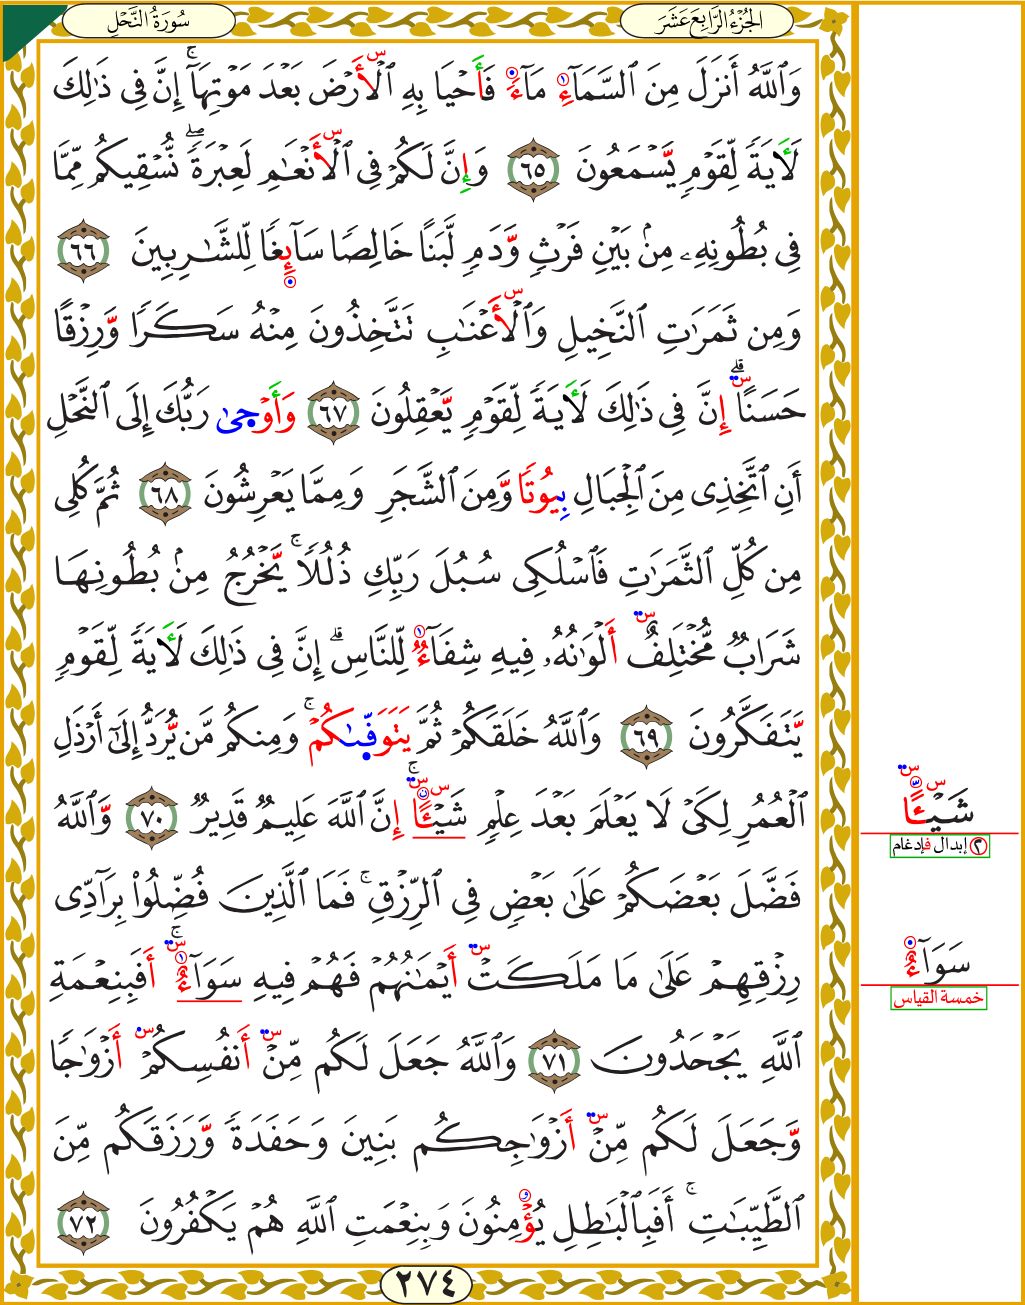 الجُزْءُ الرَّابِعَ عَشَرَ
سُورَةُ النَّحْلِ
وَٱللَّهُ أَنزَلَ مِنَ ٱلسَّمَآءِ مَآءً فَأَحْيَا بِهِ ٱلْأَرْضَ بَعْدَ مَوْتِهَآ ۚ إِنَّ فِى ذَٰلِكَ
لَأَيَةً لِّقَوْمٍ يَّسْمَعُونَ ٦٥ وَإِنَّ لَكُمْ فِى ٱلْأَنْعَـٰمِ لَعِبْرَةً ۖ نُّسْقِيكُم مِّمَّا
فِى بُطُونِهِۦ مِنۢ بَيْنِ فَرْثٍ وَّدَمٍ لَّبَنًا خَالِصًا سَآئِغًا لِّلشَّـٰرِبِينَ ٦٦
وَمِن ثَمَرَٰتِ ٱلنَّخِيلِ وَٱلْأَعْنَـٰبِ تَتَّخِذُونَ مِنْهُ سَكَرًا وَّرِزْقًا
حَسَنًا ۗ إِنَّ فِى ذَٰلِكَ لَأَيَةً لِّقَوْمٍ يَّعْقِلُونَ ٦٧ وَأَوْحَىٰ رَبُّكَ إِلَى ٱلنَّحْلِ
أَنِ ٱتَّخِذِى مِنَ ٱلْجِبَالِ بِيُوتًا وَّمِنَ ٱلشَّجَرِ وَمِمَّا يَعْرِشُونَ ٦٨ ثُمَّ كُلِى
مِن كُلِّ ٱلثَّمَرَٰتِ فَٱسْلُكِى سُبُلَ رَبِّكِ ذُلُلًا ۚ يَّخْرُجُ مِنۢ بُطُونِهَا
شَرَابٌ مُّخْتَلِفٌ أَلْوَٰنُهُۥ فِيهِ شِفَآءٌ لِّلنَّاسِ ۗ إِنَّ فِى ذَٰلِكَ لَأَيَةً لِّقَوْمٍ
يَّتَفَكَّرُونَ ٦٩ وَٱللَّهُ خَلَقَكُمْ ثُمَّ يَتَوَفَّىٰكُمْ ۚ وَمِنكُم مَّن يُّرَدُّ إِلَىٰٓ أَرْذَلِ
ٱلْعُمُرِ لِكَىْ لَا يَعْلَمَ بَعْدَ عِلْمٍ شَيْـًٔا ۚ إِنَّ ٱللَّهَ عَلِيمٌ قَدِيرٌ ٧٠ وَّٱللَّهُ
فَضَّلَ بَعْضَكُمْ عَلَىٰ بَعْضٍ فِى ٱلرِّزْقِ ۚ فَمَا ٱلَّذِينَ فُضِّلُوا۟ بِرَآدِّى
رِزْقِهِمْ عَلَىٰ مَا مَلَكَتْ أَيْمَـٰنُهُمْ فَهُمْ فِيهِ سَوَآءٌ ۚ أَفَبِنِعْمَةِ
ٱللَّهِ يَجْحَدُونَ ٧١ وَٱللَّهُ جَعَلَ لَكُم مِّنْ أَنفُسِكُمْ أَزْوَٰجًا
وَّجَعَلَ لَكُم مِّنْ أَزْوَٰجِكُم بَنِينَ وَحَفَدَةً وَّرَزَقَكُم مِّنَ
ٱلطَّيِّبَـٰتِ ۚ أَفَبِٱلْبَـٰطِلِ يُؤْمِنُونَ وَبِنِعْمَتِ ٱللَّهِ هُمْ يَكْفُرُونَ ٧٢
٢٧٤
شَيْـًٔا
٢ إبدال فإدغام
سَوَآءٌ
خمسة القياس